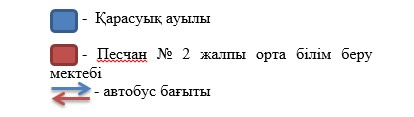 - Қарасуық ауылы
- Песчан № 2 жалпы орта білім беру
мектебі
- автобус бағыты